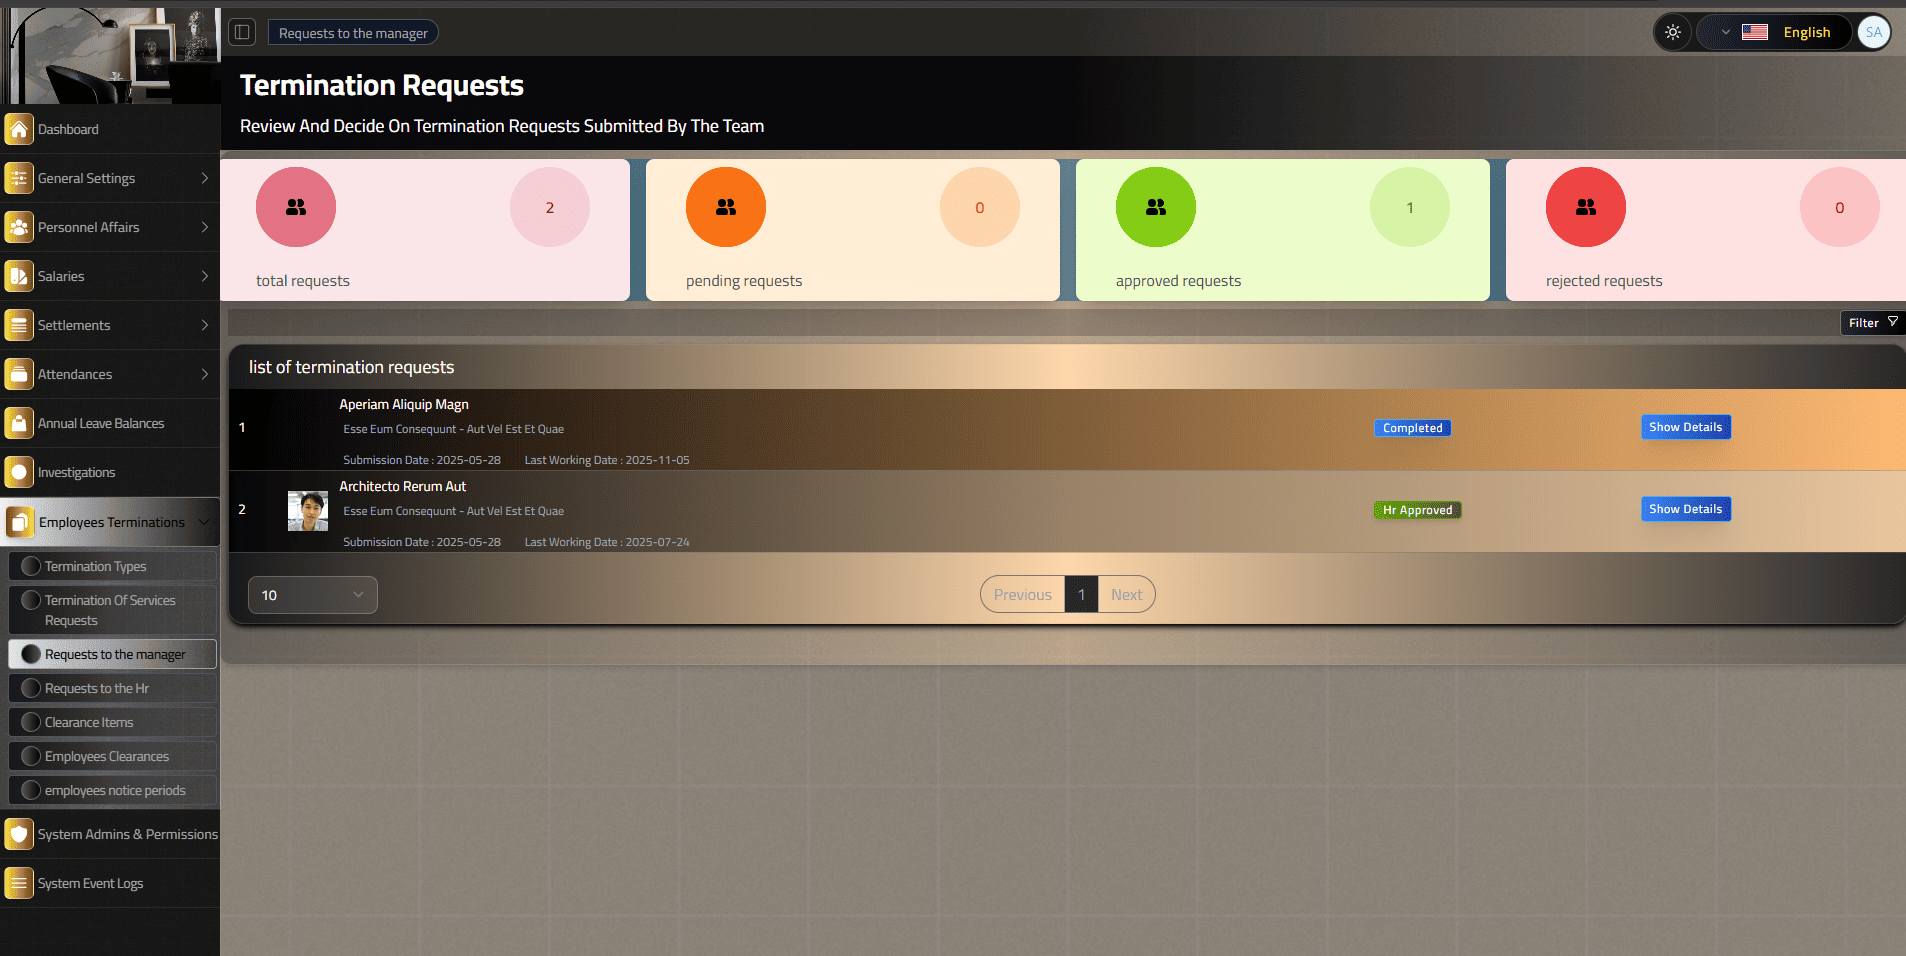 Requests to the manager
English
SA
Termination Requests
Review And Decide On Termination Requests Submitted By The Team
Dashboard
General Settings
Personnel Affairs
Salaries
Settlements
Attendances
Annual Leave Balances
Investigations
Employees Terminations
Termination Types
Termination Of Services
Requests
Requests to the manager
Requests to the Hr
Clearance Items
Employees Clearances
employees notice periods
System Admins & Permissions
System Event Logs
2
total requests
0
pending requests
1
approved requests
0
rejected requests
Filter
list of termination requests
1
Aperiam Aliquip Magn
Esse Eum Consequunt - Aut Vel Est Et Quae
Submission Date : 2025-05-28 Last Working Date : 2025-11-05
Completed
Show Details
2
Architecto Rerum Aut
Esse Eum Consequunt - Aut Vel Est Et Quae
Submission Date : 2025-05-28 Last Working Date : 2025-07-24
Hr Approved
Show Details
10
Previous 1 Next